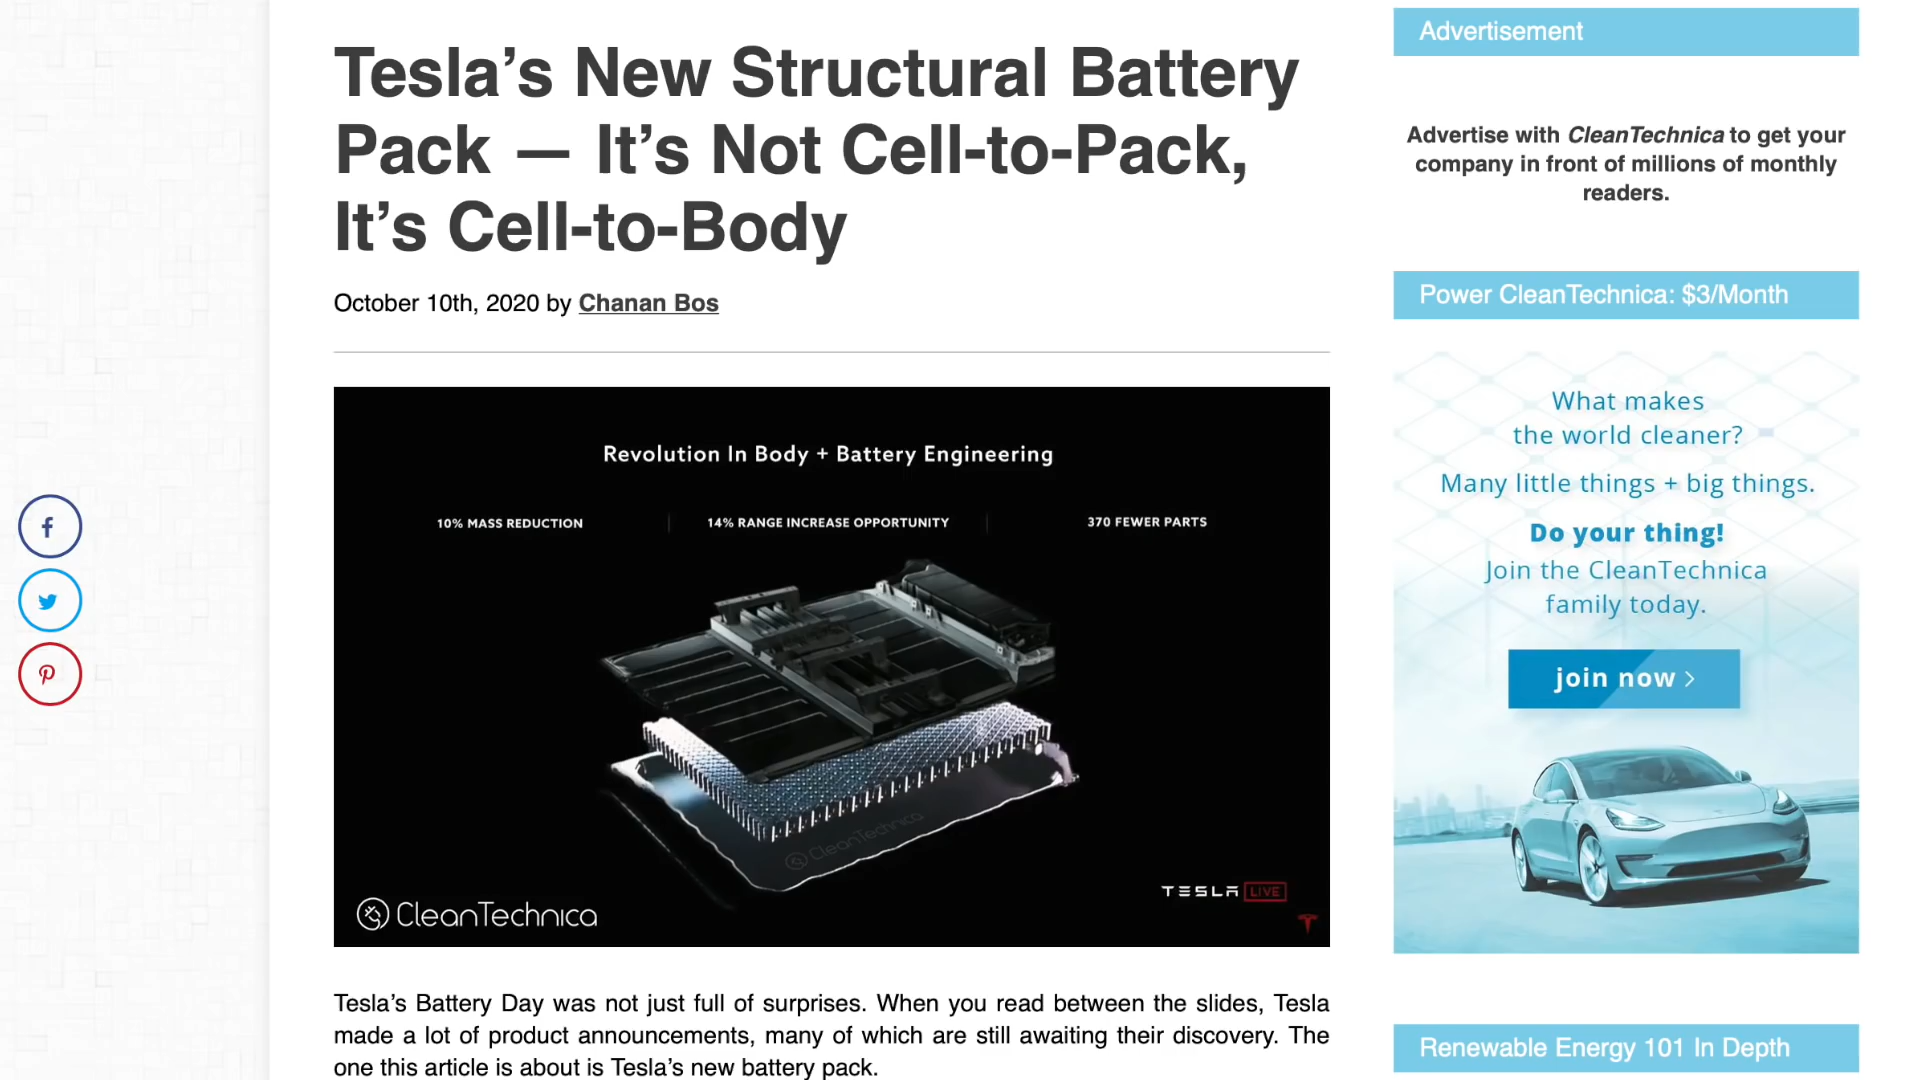 Tesla’s New Structural Battery
Pack — It’s Not Cell-to-Pack,
It’s Cell-to-Body
October 10th, 2020 by Chanan Bos
Revolution In Body + Battery Engineering
10% MASS REDUCTION
14% RANGE INCREASE OPPORTUNITY
370 FEWER PARTS
CleanTechnica
TESLA LIVE
CleanTechnica
Tesla’s Battery Day was not just full of surprises. When you read between the slides, Tesla
made a lot of product announcements, many of which are still awaiting their discovery. The
one this article is about is Tesla’s new battery pack.
Advertisement
Advertise with CleanTechnica to get your
company in front of millions of monthly
readers.
Power CleanTechnica: $3/Month
What makes
the world cleaner?
Many little things + big things.
Do your thing!
Join the CleanTechnica
family today.
join now >
Renewable Energy 101 In Depth